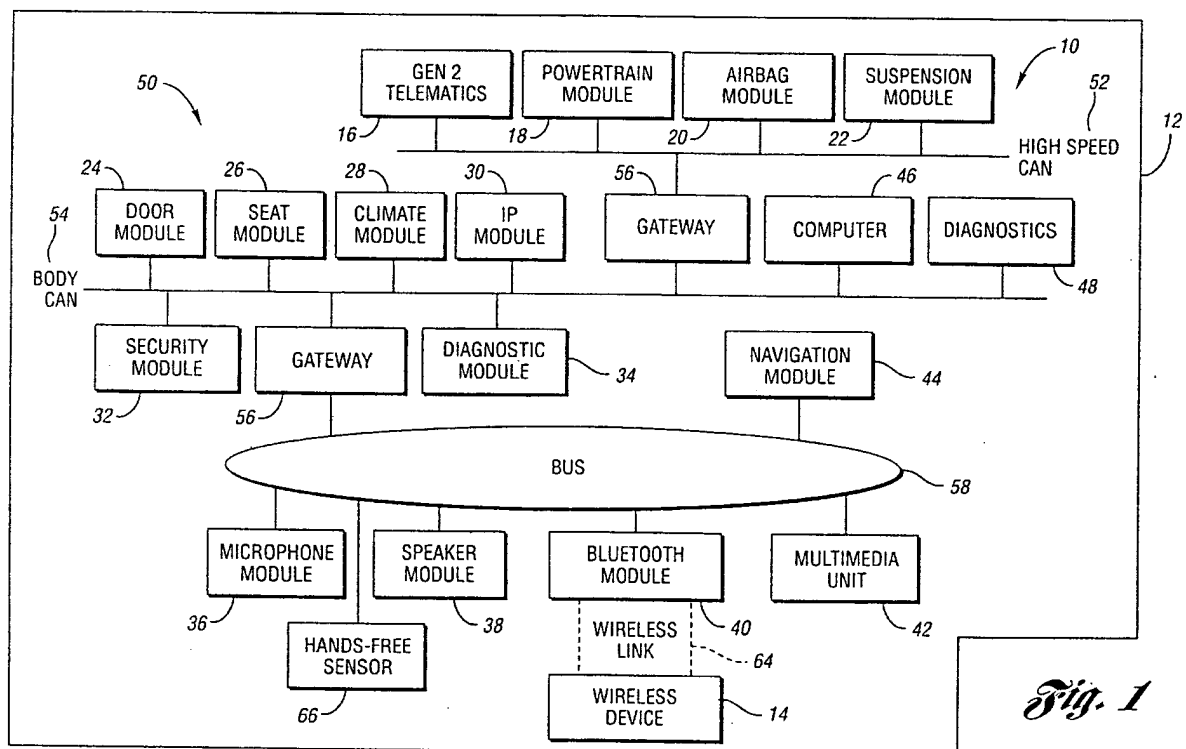 10
50
GEN 2
TELEMATICS
16
POWERTRAIN
MODULE
18
AIRBAG
MODULE
20
SUSPENSION
MODULE
22
52
HIGH SPEED
CAN
12
24
DOOR
MODULE
26
SEAT
MODULE
28
CLIMATE
MODULE
30
IP
MODULE
56
GATEWAY
46
COMPUTER
DIAGNOSTICS
48
54
BODY
CAN
SECURITY
MODULE
32
GATEWAY
56
DIAGNOSTIC
MODULE
34
NAVIGATION
MODULE
44
BUS
58
MICROPHONE
MODULE
36
HANDS-FREE
SENSOR
66
SPEAKER
MODULE
38
BLUETOOTH
MODULE
40
WIRELESS
LINK
64
WIRELESS
DEVICE
14
MULTIMEDIA
UNIT
42
Fig. 1